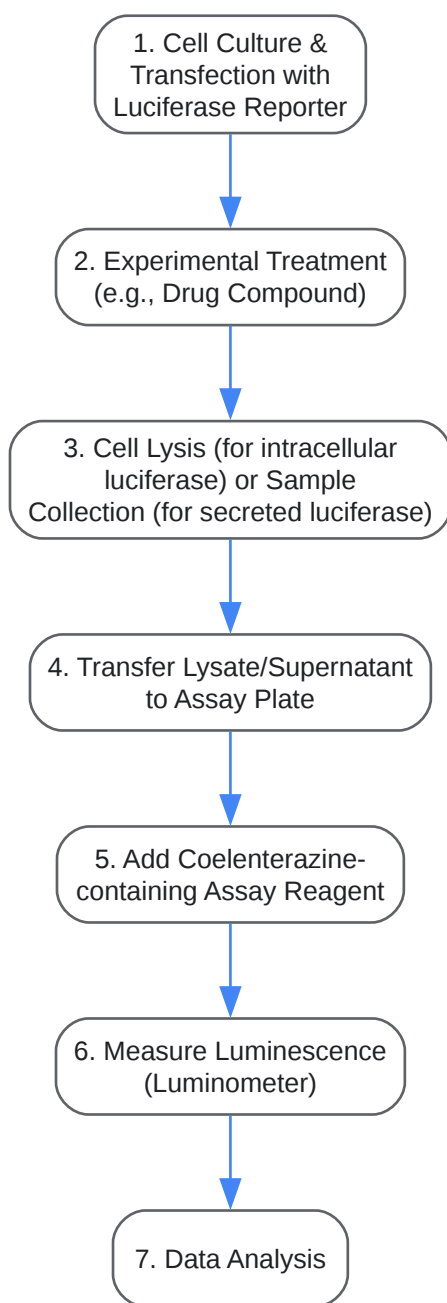 1. Cell Culture &
Transfection with
Luciferase Reporter
2. Experimental Treatment
(e.g., Drug Compound)
3. Cell Lysis (for intracellular
luciferase) or Sample
Collection (for secreted luciferase)
4. Transfer Lysate/Supernatant
to Assay Plate
5. Add Coelenterazine-
containing Assay Reagent
6. Measure Luminescence
(Luminometer)
7. Data Analysis